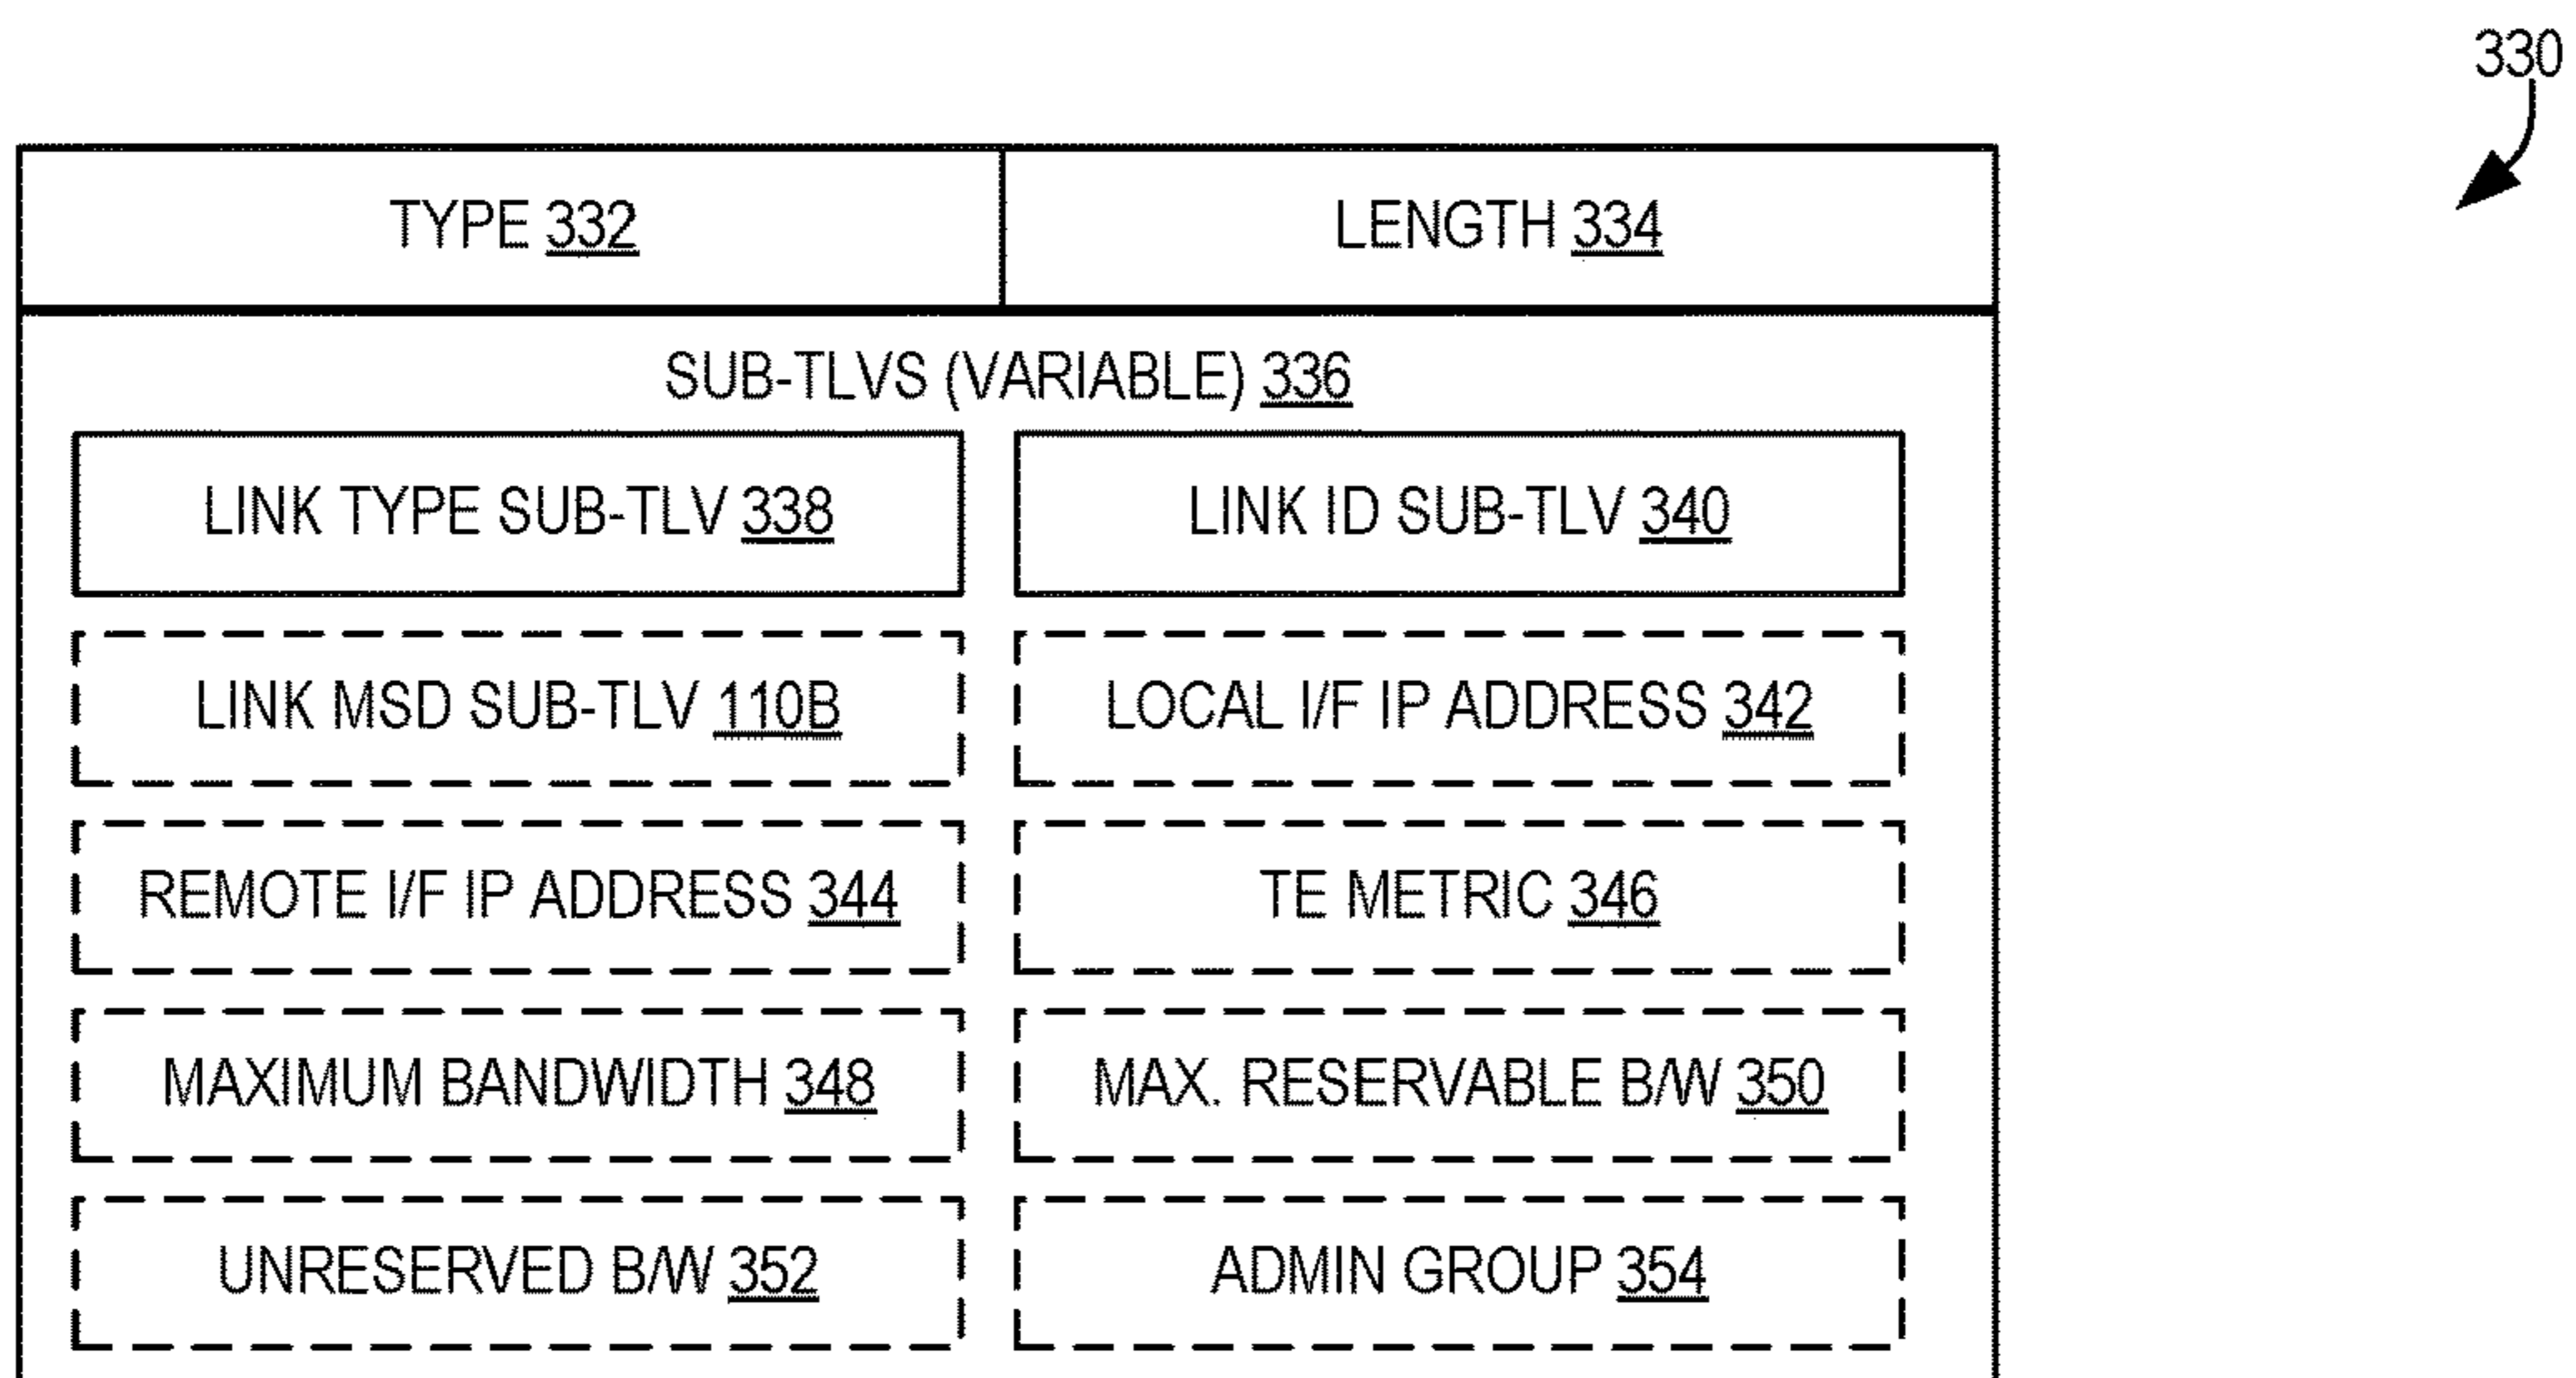 330
TYPE 332
LENGTH 334
SUB-TLVS (VARIABLE) 336
LINK TYPE SUB-TLV 338
LINK ID SUB-TLV 340
LINK MSD SUB-TLV 110B
LOCAL I/F IP ADDRESS 342
REMOTE I/F IP ADDRESS 344
TE METRIC 346
MAXIMUM BANDWIDTH 348
MAX. RESERVABLE B/W 350
UNRESERVED B/W 352
ADMIN GROUP 354